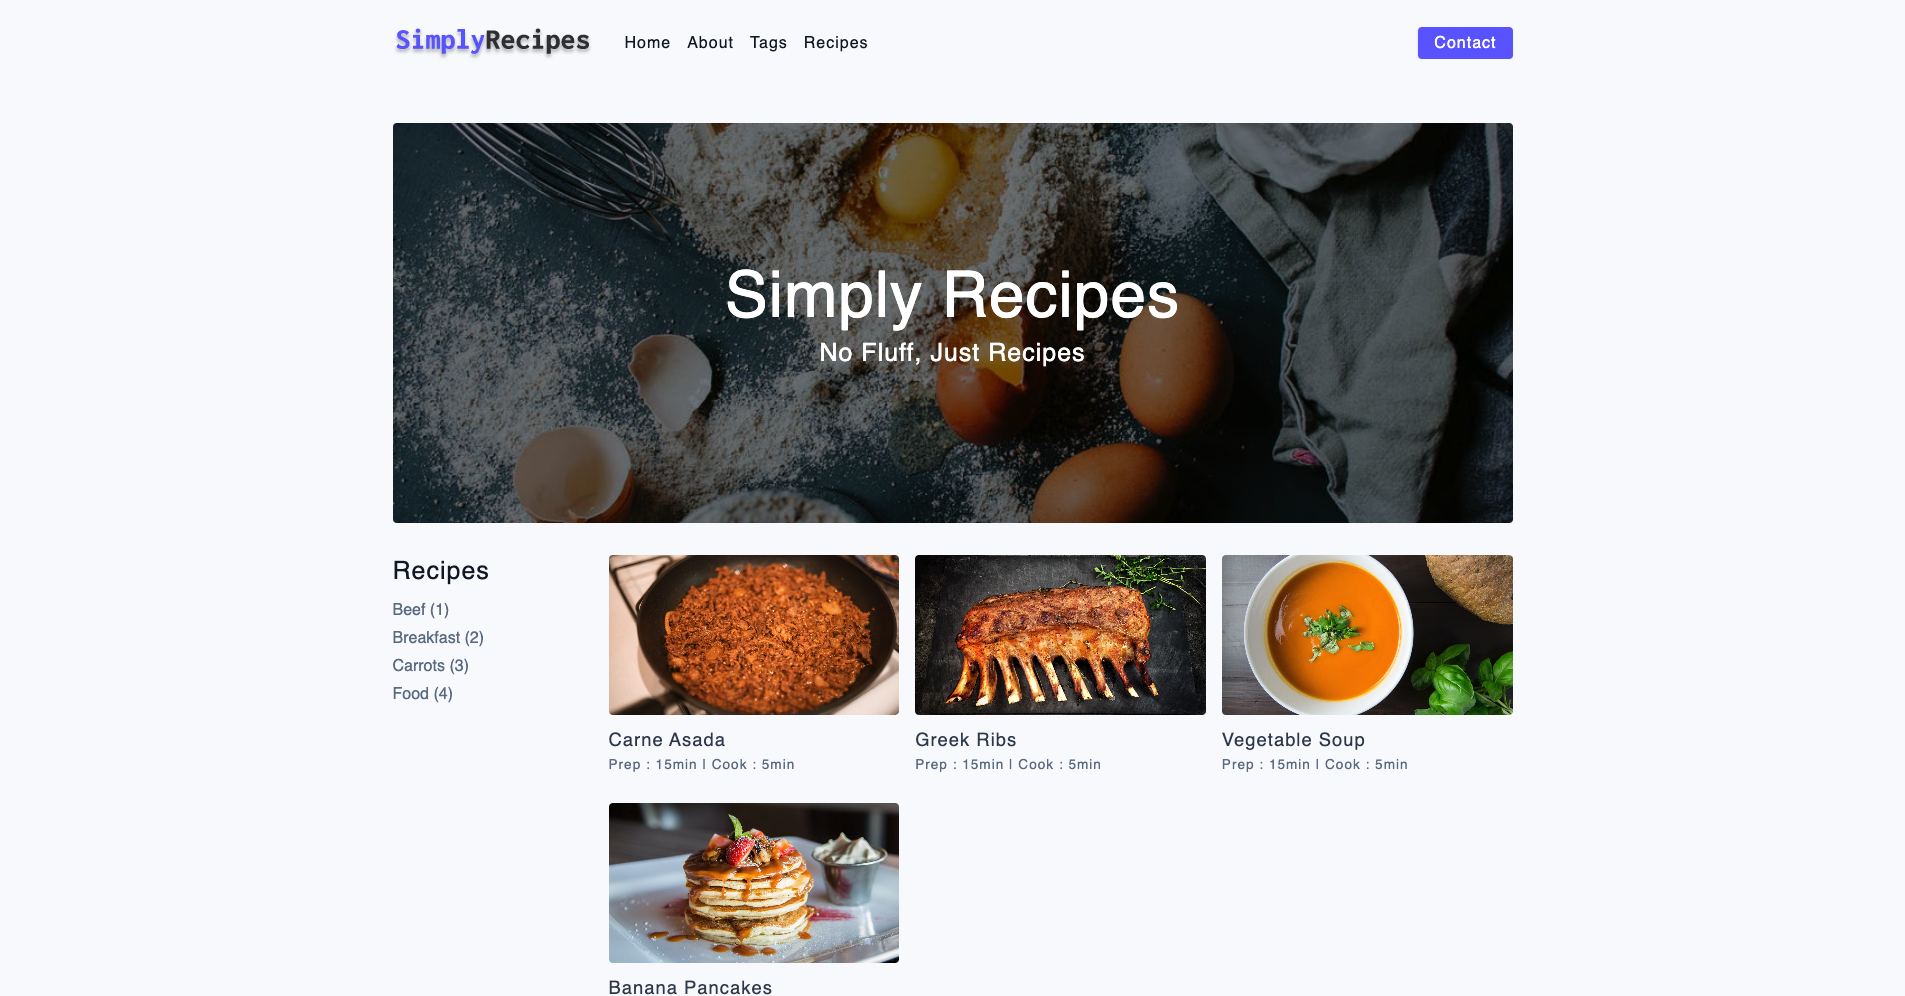 SimplyRecipes
Home About Tags Recipes
Contact
Simply Recipes
No Fluff, Just Recipes
Recipes
Beef (1)
Breakfast (2)
Carrots (3)
Food (4)
Carne Asada
Prep : 15min | Cook : 5min
Greek Ribs
Prep : 15min | Cook : 5min
Vegetable Soup
Prep : 15min | Cook : 5min
Banana Pancakes